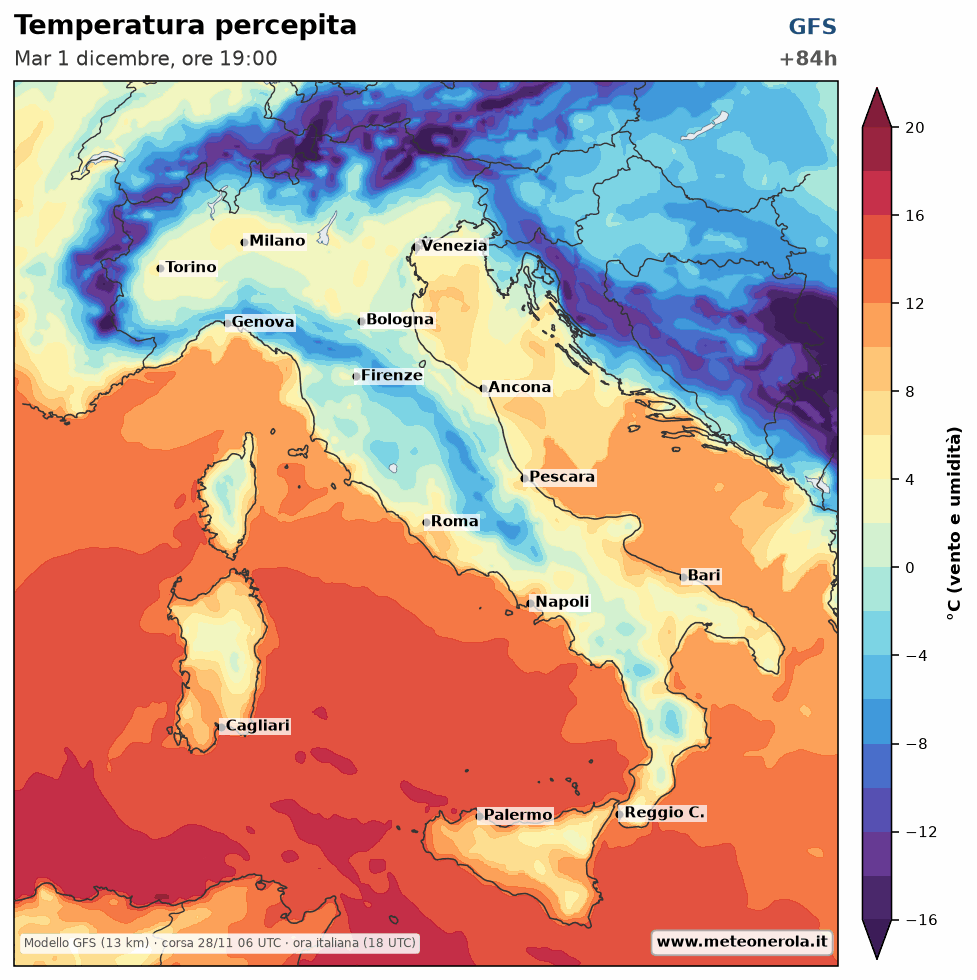 Temperatura percepita
GFS
Mar 1 dicembre, ore 19:00
+84h
Milano
Venezia
Torino
Genova
Bologna
Firenze
Ancona
Pescara
Roma
Bari
Napoli
Cagliari
Palermo
Reggio C.
20
16
12
8
4
0
−4
−8
−12
−16
°C (vento e umidità)
Modello GFS (13 km) · corsa 28/11 06 UTC · ora italiana (18 UTC)
www.meteonerola.it